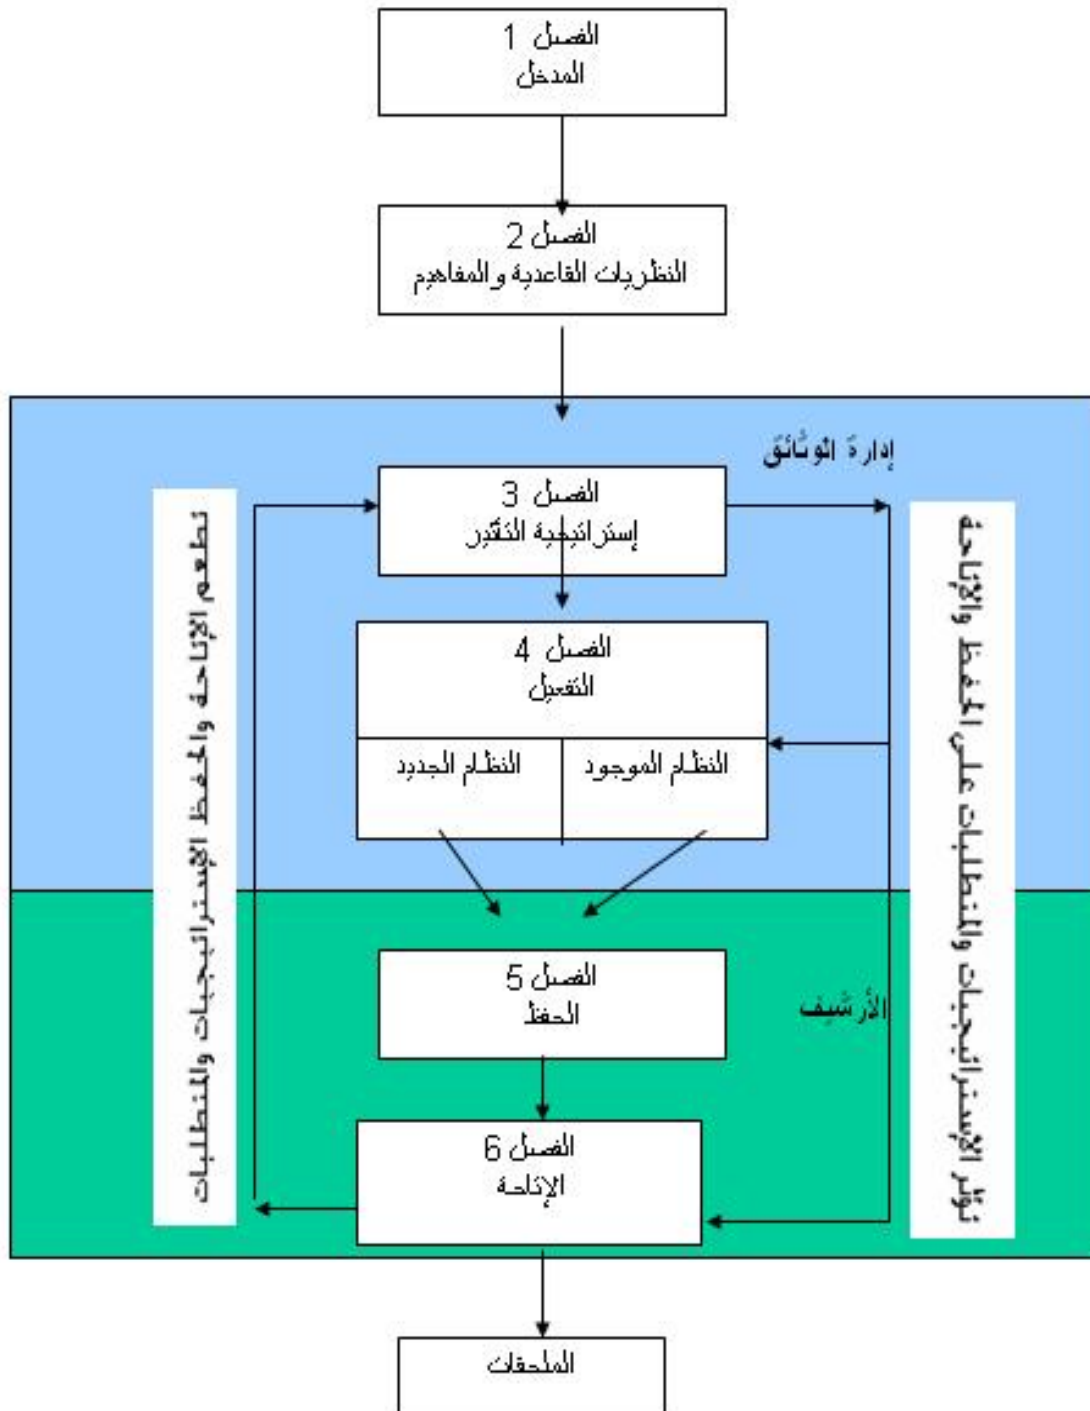 الفصل 1
المدخل
الفصل 2
النظريات القاعدية والمفاهيم
إدارة الوثائق
الفصل 3
إستراتيجية التأثير
الفصل 4
التفعيل
النظام الموجود
النظام الجديد
تؤثر الإستراتيجيات والمتطلبات على الحفظ والإتاحة
تطعم الإتاحة والحفظ الإستراتيجيات والمتطلبات
الفصل 5
الحفظ
الأرشيف
الفصل 6
الإتاحة
الملحقات